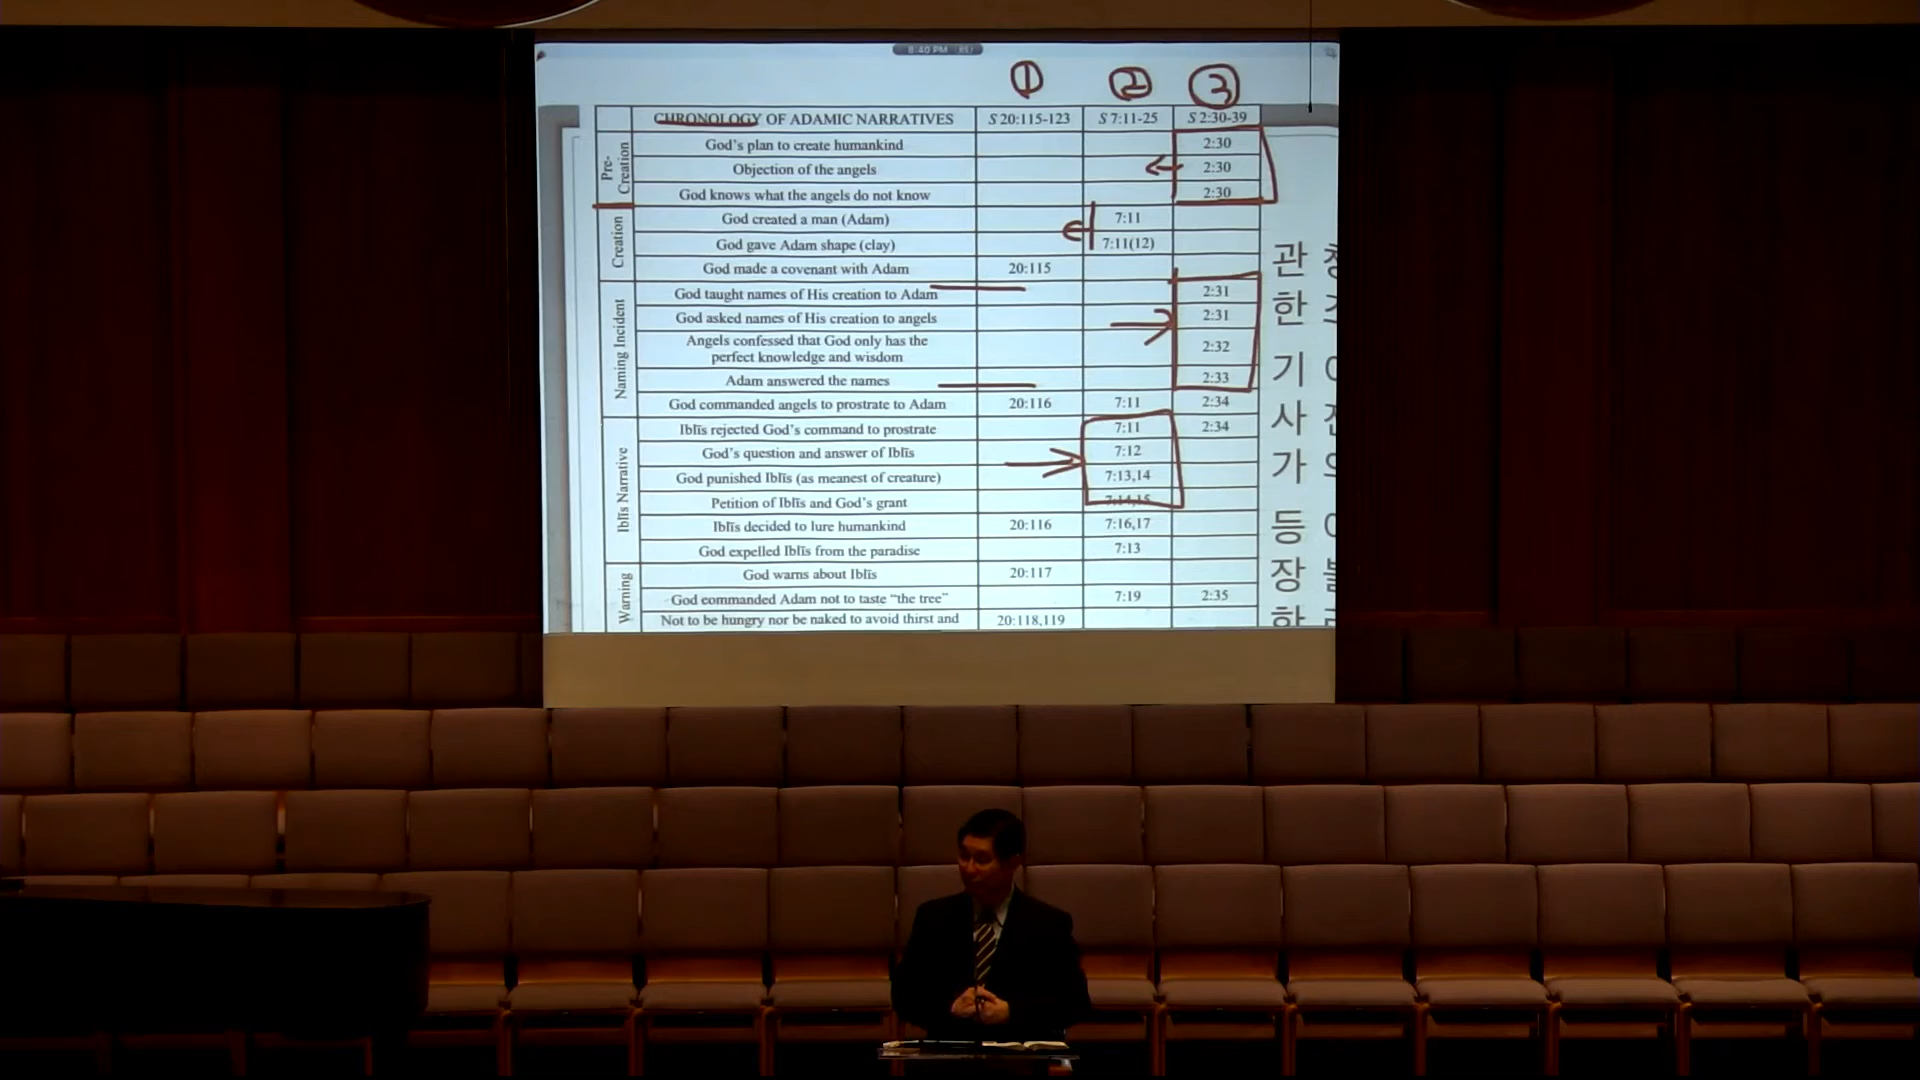 8:40 PM
① ② ③
CHRONOLOGY OF ADAMIC NARRATIVES S 20:115-123 S 7:11-25 S 2:30-39
Pre-Creation
God's plan to create humankind 2:30
Objection of the angels 2:30
God knows what the angels do not know 2:30
Creation
God created a man (Adam) 7:11
God gave Adam shape (clay) 7:11(12)
God made a covenant with Adam 20:115
Naming Incident
God taught names of His creation to Adam 2:31
God asked names of His creation to angels 2:31
Angels confessed that God only has the
perfect knowledge and wisdom 2:32
Adam answered the names 2:33
God commanded angels to prostrate to Adam 20:116 7:11 2:34
Iblīs Narrative
Iblīs rejected God's command to prostrate 7:11 2:34
God's question and answer of Iblīs 7:12
God punished Iblīs (as meanest of creature) 7:13,14
Petition of Iblīs and God's grant 7:14,15
Iblīs decided to lure humankind 20:116 7:16,17
God expelled Iblīs from the paradise 7:13
Warning
God warns about Iblīs 20:117
God commanded Adam not to taste "the tree" 7:19 2:35
Not to be hungry nor be naked to avoid thirst and 20:118,119
관
한
기
사
가
등
장
하